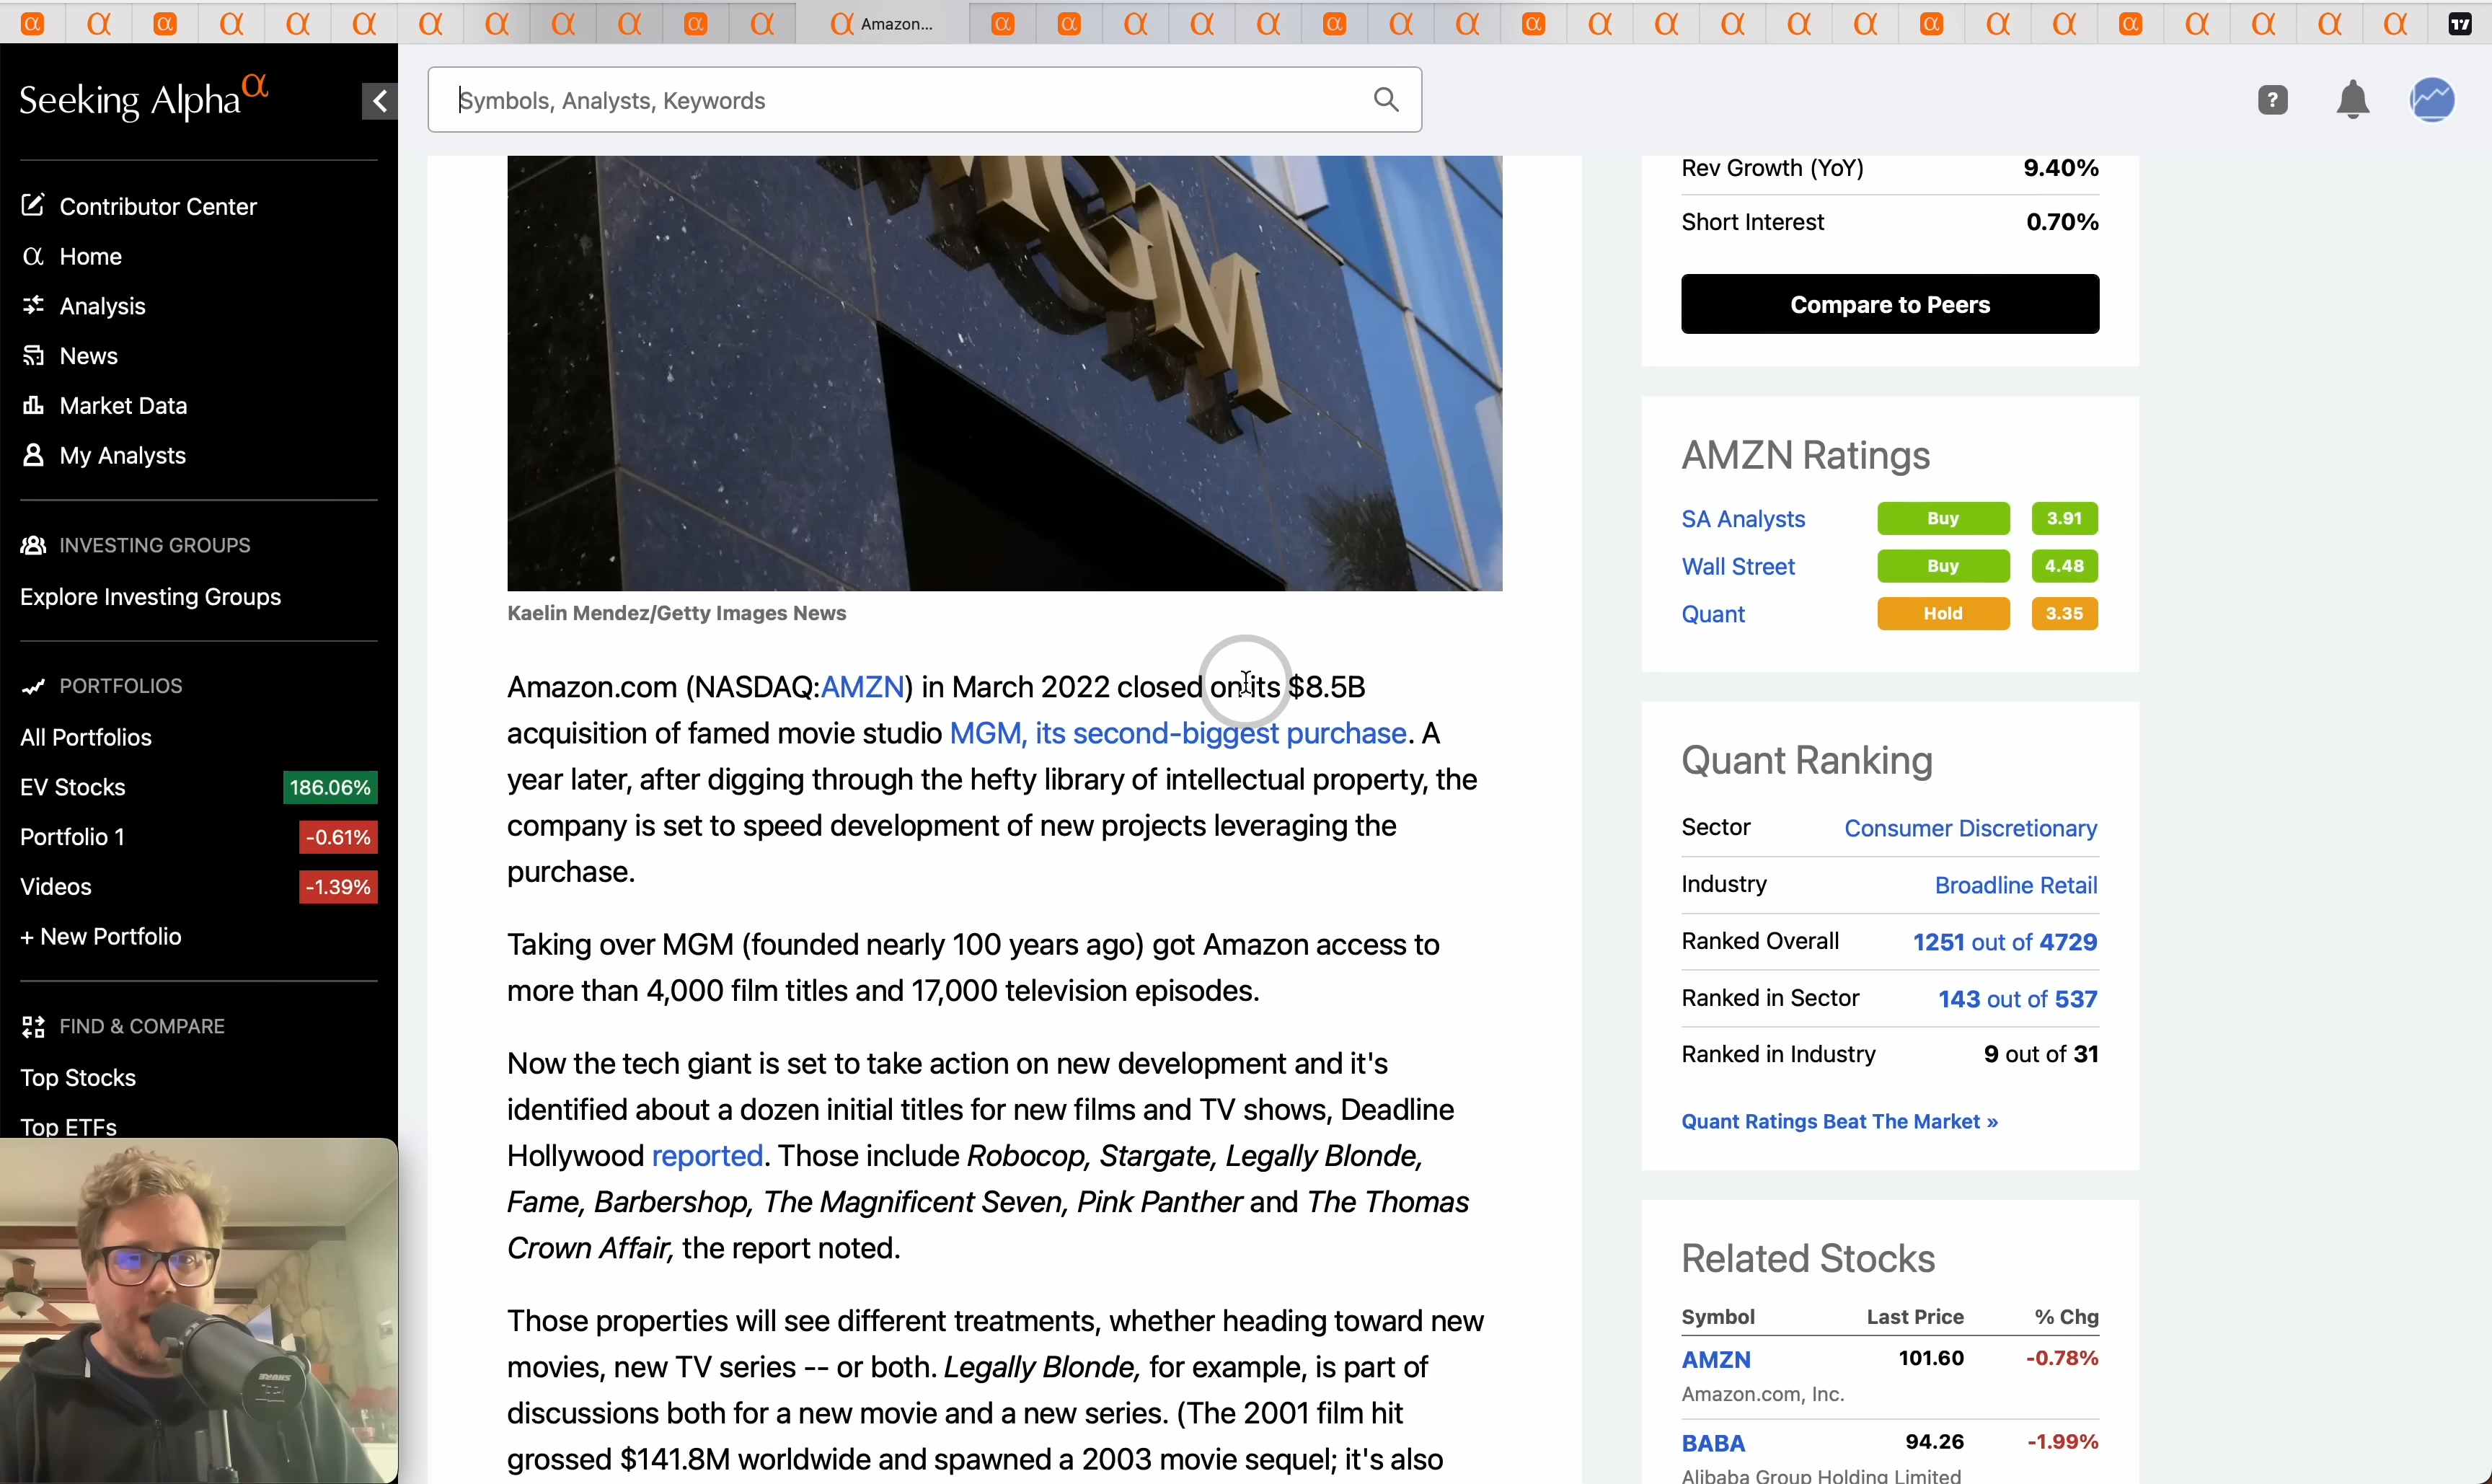 Amazon...
Seeking Alpha α
Symbols, Analysts, Keywords
Contributor Center
Home
Analysis
News
Market Data
My Analysts
INVESTING GROUPS
Explore Investing Groups
PORTFOLIOS
All Portfolios
EV Stocks 186.06%
Portfolio 1 -0.61%
Videos -1.39%
+ New Portfolio
FIND & COMPARE
Top Stocks
Top ETFs
MGM
Kaelin Mendez/Getty Images News
Amazon.com (NASDAQ:AMZN) in March 2022 closed on its $8.5B
acquisition of famed movie studio MGM, its second-biggest purchase. A
year later, after digging through the hefty library of intellectual property, the
company is set to speed development of new projects leveraging the
purchase.
Taking over MGM (founded nearly 100 years ago) got Amazon access to
more than 4,000 film titles and 17,000 television episodes.
Now the tech giant is set to take action on new development and it's
identified about a dozen initial titles for new films and TV shows, Deadline
Hollywood reported. Those include Robocop, Stargate, Legally Blonde,
Fame, Barbershop, The Magnificent Seven, Pink Panther and The Thomas
Crown Affair, the report noted.
Those properties will see different treatments, whether heading toward new
movies, new TV series -- or both. Legally Blonde, for example, is part of
discussions both for a new movie and a new series. (The 2001 film hit
grossed $141.8M worldwide and spawned a 2003 movie sequel; it's also
Rev Growth (YoY) 9.40%
Short Interest 0.70%
Compare to Peers
AMZN Ratings
SA Analysts Buy 3.91
Wall Street Buy 4.48
Quant Hold 3.35
Quant Ranking
Sector Consumer Discretionary
Industry Broadline Retail
Ranked Overall 1251 out of 4729
Ranked in Sector 143 out of 537
Ranked in Industry 9 out of 31
Quant Ratings Beat The Market »
Related Stocks
Symbol Last Price % Chg
AMZN 101.60 -0.78%
Amazon.com, Inc.
BABA 94.26 -1.99%
Alibaba Group Holding Limited
SHURE